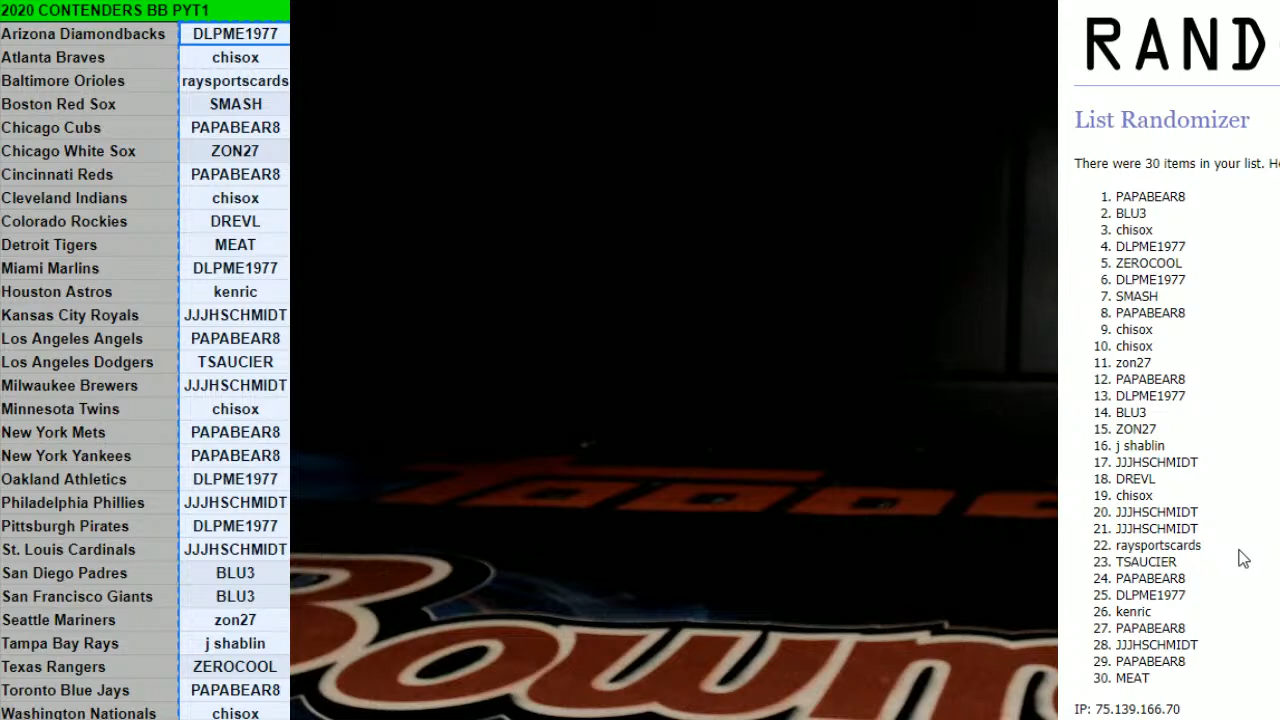 2020 CONTENDERS BB PYT1
Arizona Diamondbacks DLPME1977
Atlanta Braves chisox
Baltimore Orioles raysportscards
Boston Red Sox SMASH
Chicago Cubs PAPABEAR8
Chicago White Sox ZON27
Cincinnati Reds PAPABEAR8
Cleveland Indians chisox
Colorado Rockies DREVL
Detroit Tigers MEAT
Miami Marlins DLPME1977
Houston Astros kenric
Kansas City Royals JJJHSCHMIDT
Los Angeles Angels PAPABEAR8
Los Angeles Dodgers TSAUCIER
Milwaukee Brewers JJJHSCHMIDT
Minnesota Twins chisox
New York Mets PAPABEAR8
New York Yankees PAPABEAR8
Oakland Athletics DLPME1977
Philadelphia Phillies JJJHSCHMIDT
Pittsburgh Pirates DLPME1977
St. Louis Cardinals JJJHSCHMIDT
San Diego Padres BLU3
San Francisco Giants BLU3
Seattle Mariners zon27
Tampa Bay Rays j shablin
Texas Rangers ZEROCOOL
Toronto Blue Jays PAPABEAR8
Washington Nationals chisox
Bowm
RAND
List Randomizer
There were 30 items in your list. He
1. PAPABEAR8
2. BLU3
3. chisox
4. DLPME1977
5. ZEROCOOL
6. DLPME1977
7. SMASH
8. PAPABEAR8
9. chisox
10. chisox
11. zon27
12. PAPABEAR8
13. DLPME1977
14. BLU3
15. ZON27
16. j shablin
17. JJJHSCHMIDT
18. DREVL
19. chisox
20. JJJHSCHMIDT
21. JJJHSCHMIDT
22. raysportscards
23. TSAUCIER
24. PAPABEAR8
25. DLPME1977
26. kenric
27. PAPABEAR8
28. JJJHSCHMIDT
29. PAPABEAR8
30. MEAT
IP: 75.139.166.70